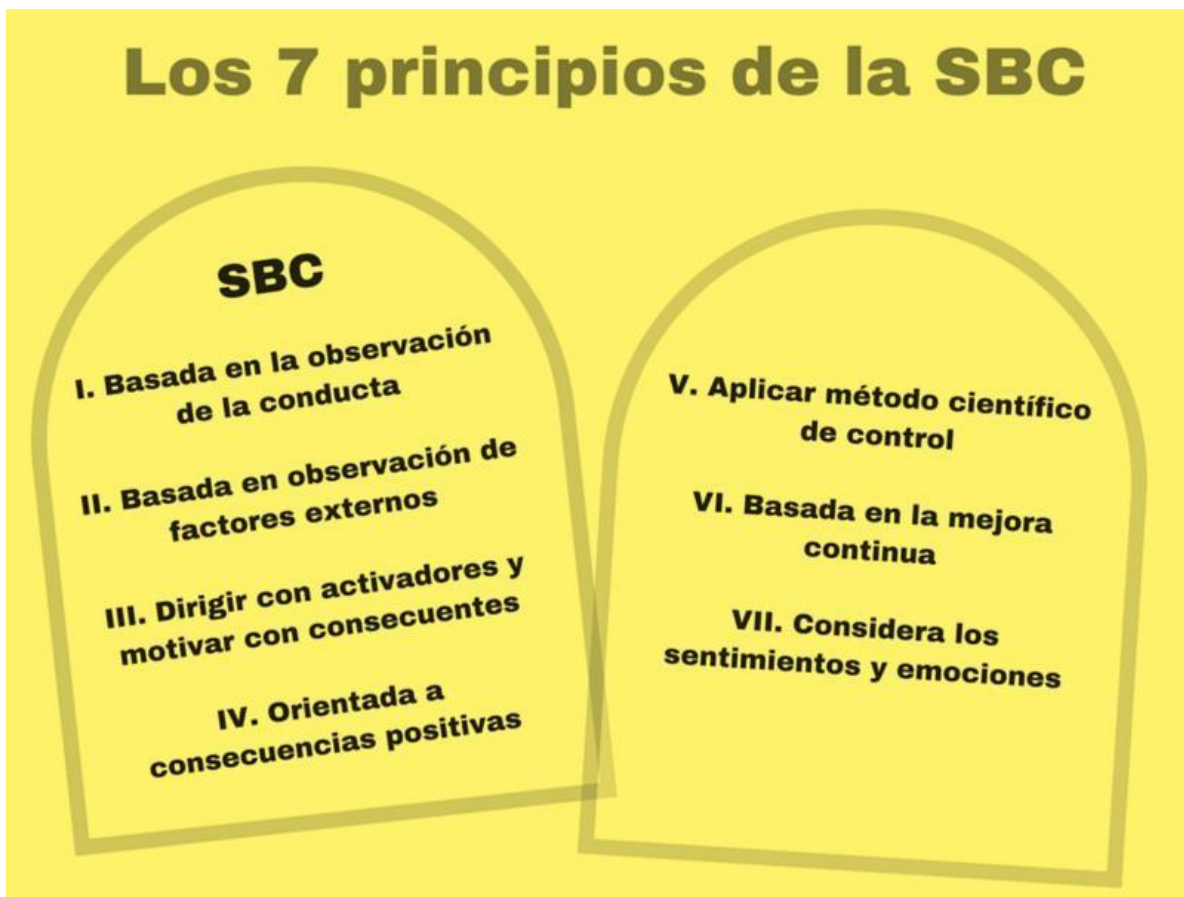 Los 7 principios de la SBC
SBC
I. Basada en la observación
de la conducta
II. Basada en observación de
factores externos
III. Dirigir con activadores y
motivar con consecuentes
IV. Orientada a
consecuencias positivas
V. Aplicar método científico
de control
VI. Basada en la mejora
continua
VII. Considera los
sentimientos y emociones